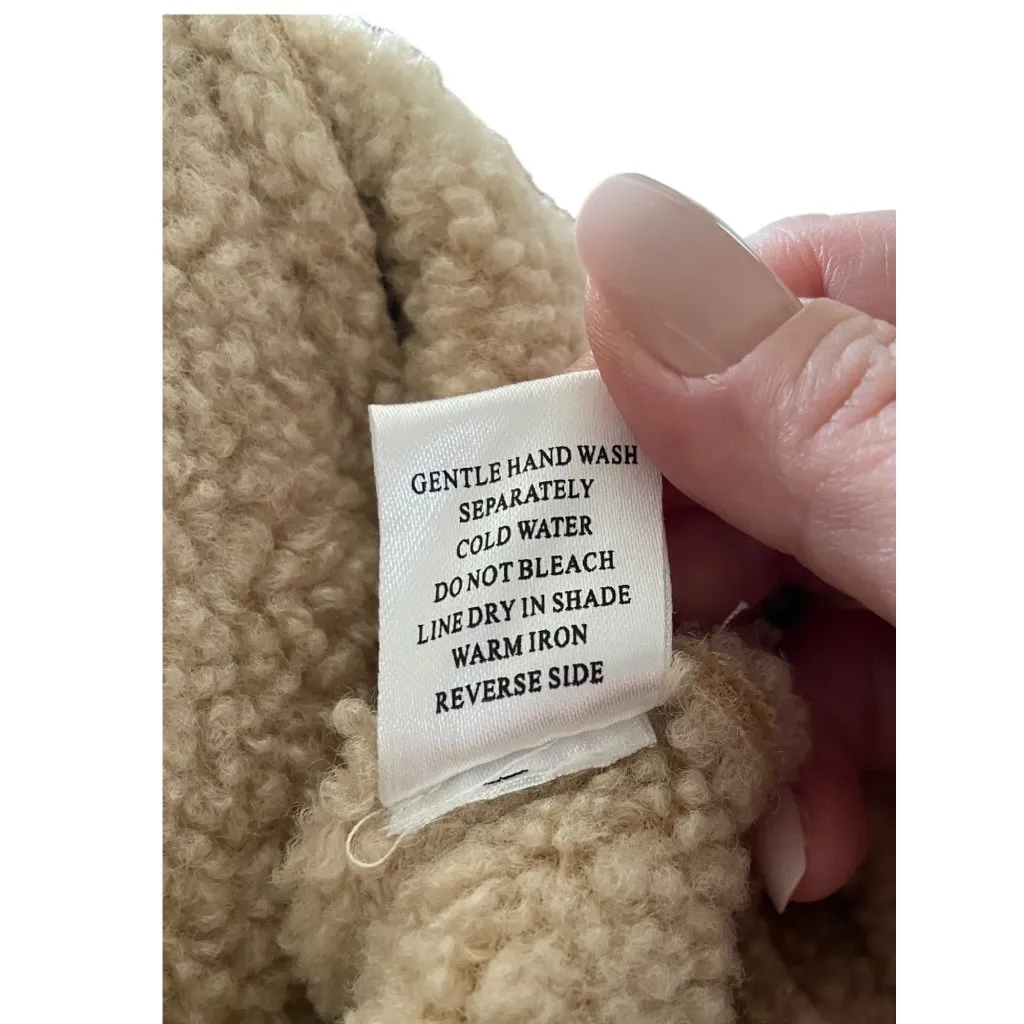 GENTLE HAND WASH
SEPARATELY
COLD WATER
DO NOT BLEACH
LINE DRY IN SHADE
WARM IRON
REVERSE SIDE